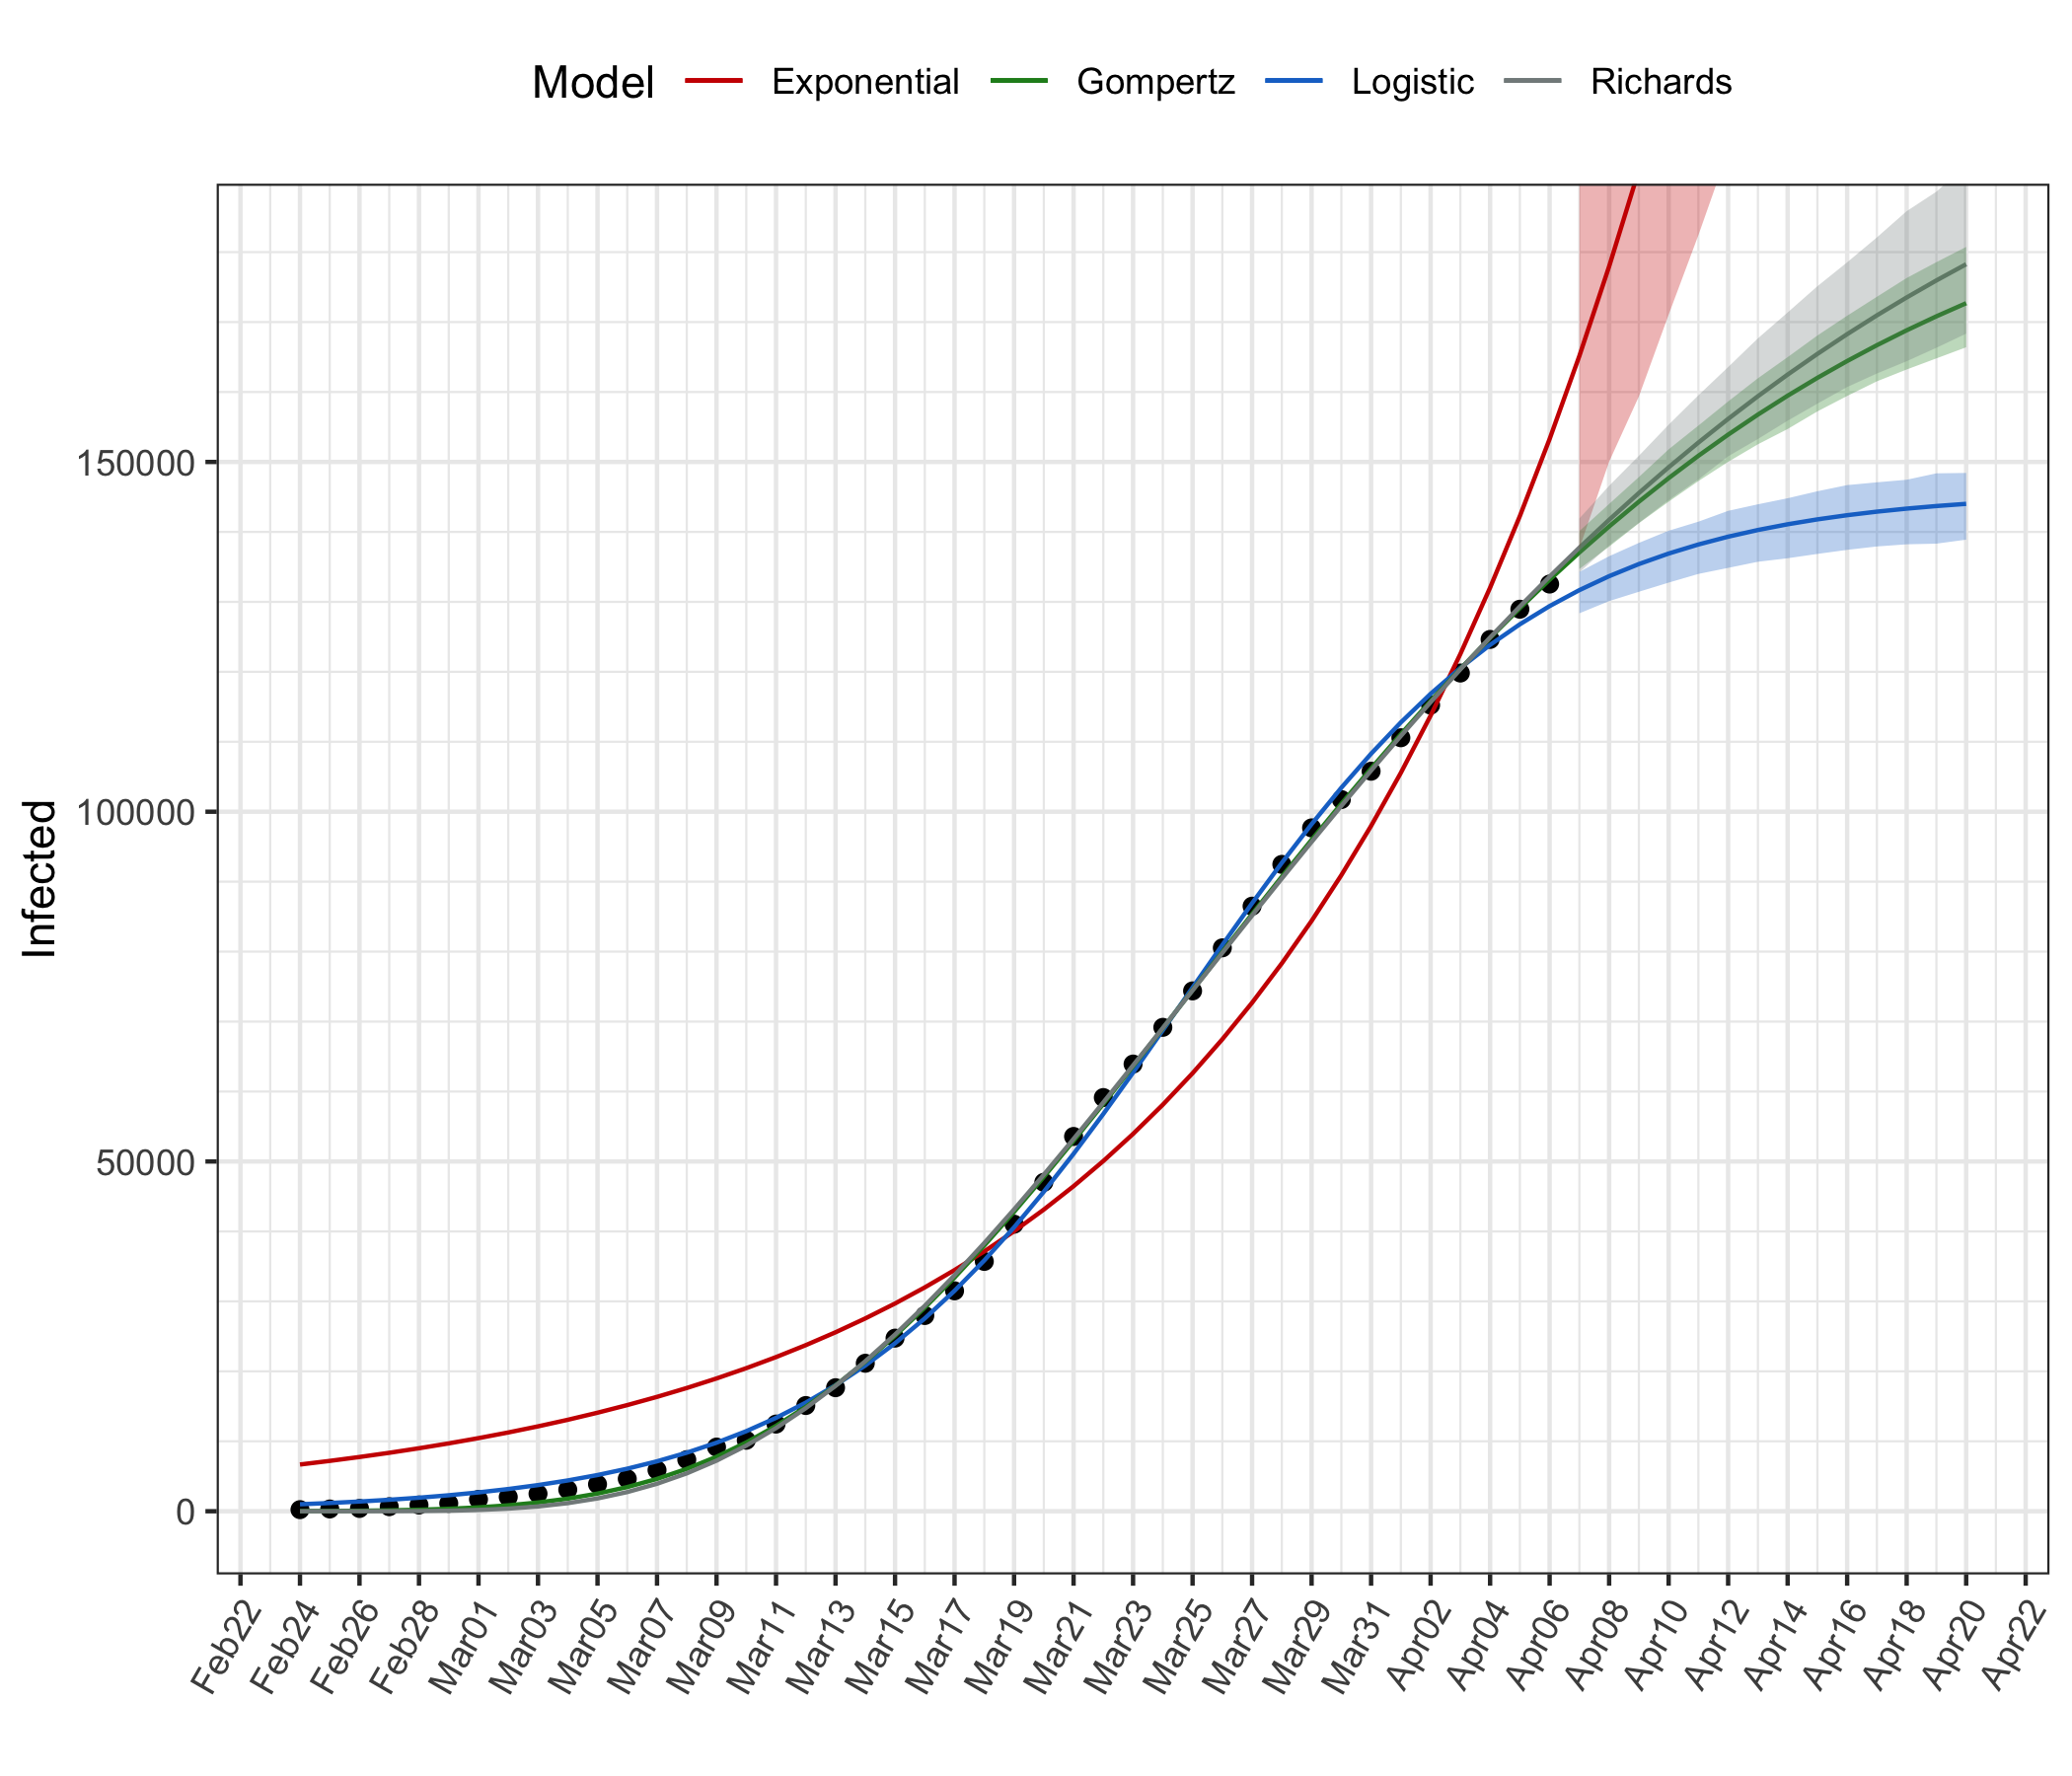 Model Exponential Gompertz Logistic Richards
Infected
150000
100000
50000
0
Feb22 Feb24 Feb26 Feb28 Mar01 Mar03 Mar05 Mar07 Mar09 Mar11 Mar13 Mar15 Mar17 Mar19 Mar21 Mar23 Mar25 Mar27 Mar29 Mar31 Apr02 Apr04 Apr06 Apr08 Apr10 Apr12 Apr14 Apr16 Apr18 Apr20 Apr22